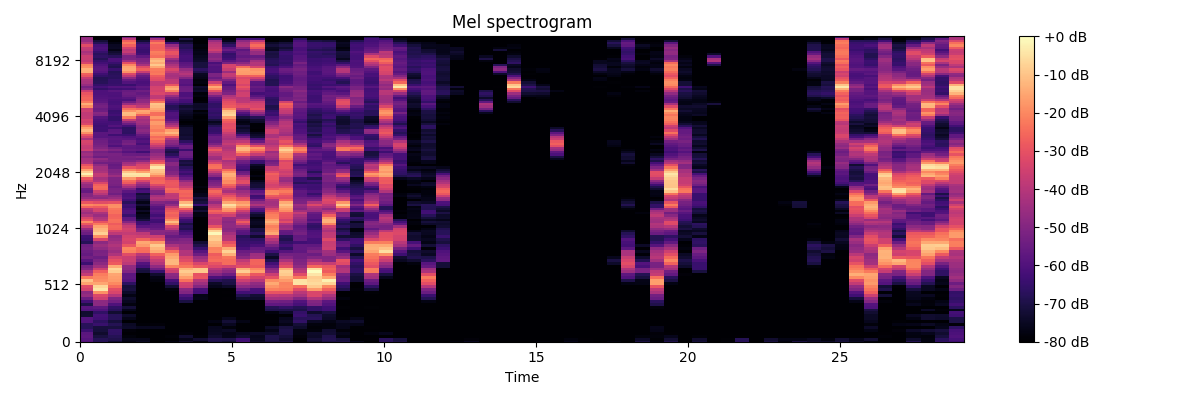 Mel spectrogram
8192
4096
2048
1024
512
0
Hz
0 5 10 15 20 25
Time
+0 dB
-10 dB
-20 dB
-30 dB
-40 dB
-50 dB
-60 dB
-70 dB
-80 dB